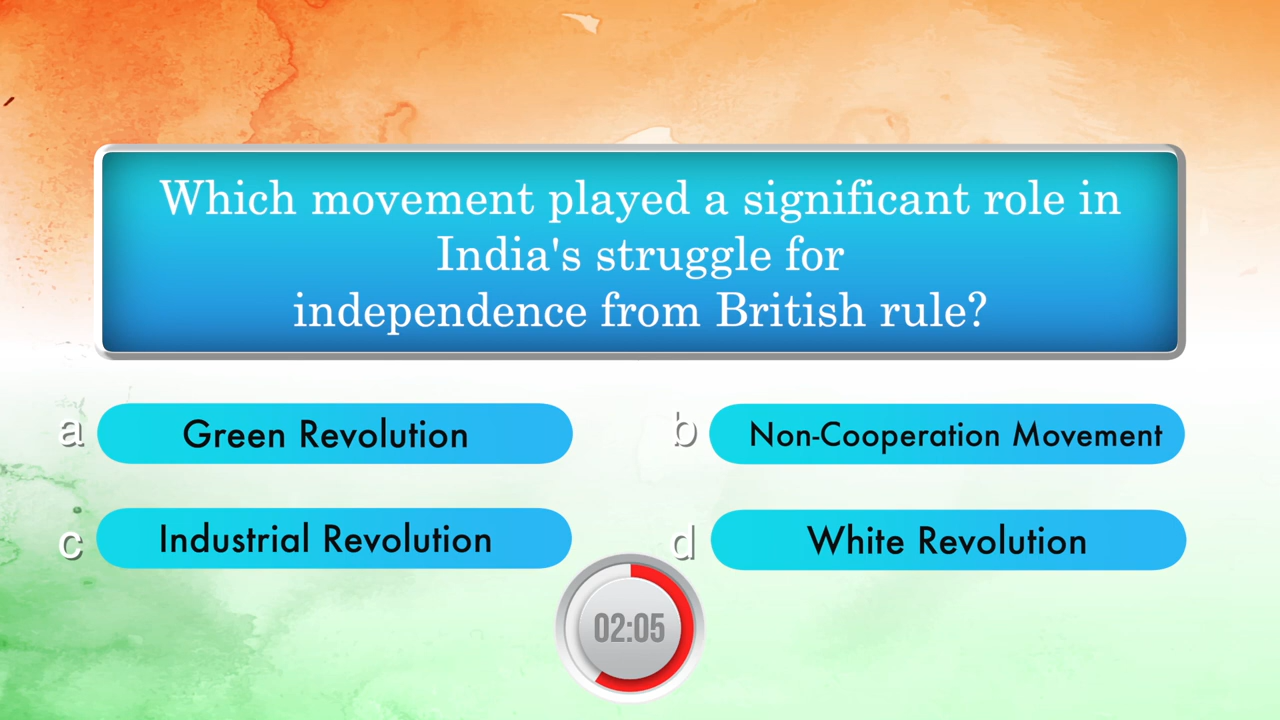 Which movement played a significant role in
India's struggle for
independence from British rule?
a Green Revolution
b Non-Cooperation Movement
c Industrial Revolution
d White Revolution
02:05